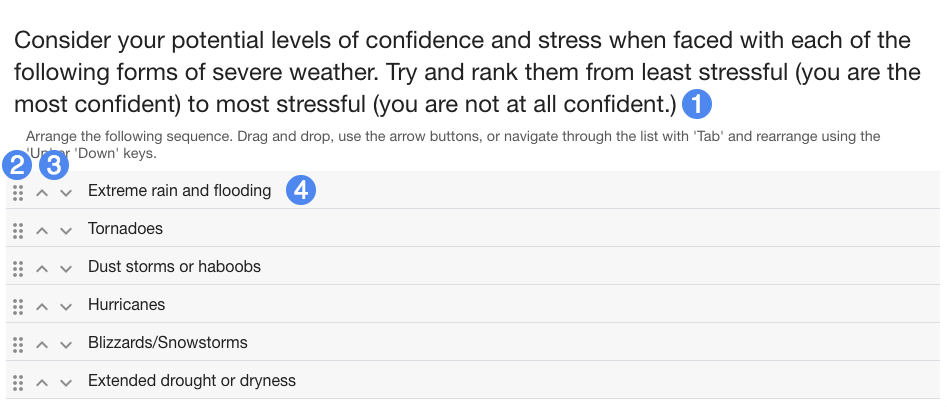 Consider your potential levels of confidence and stress when faced with each of the
following forms of severe weather. Try and rank them from least stressful (you are the
most confident) to most stressful (you are not at all confident.) 1
Arrange the following sequence. Drag and drop, use the arrow buttons, or navigate through the list with 'Tab' and rearrange using the
'Down' keys.
2 3
Extreme rain and flooding 4
Tornadoes
Dust storms or haboobs
Hurricanes
Blizzards/Snowstorms
Extended drought or dryness